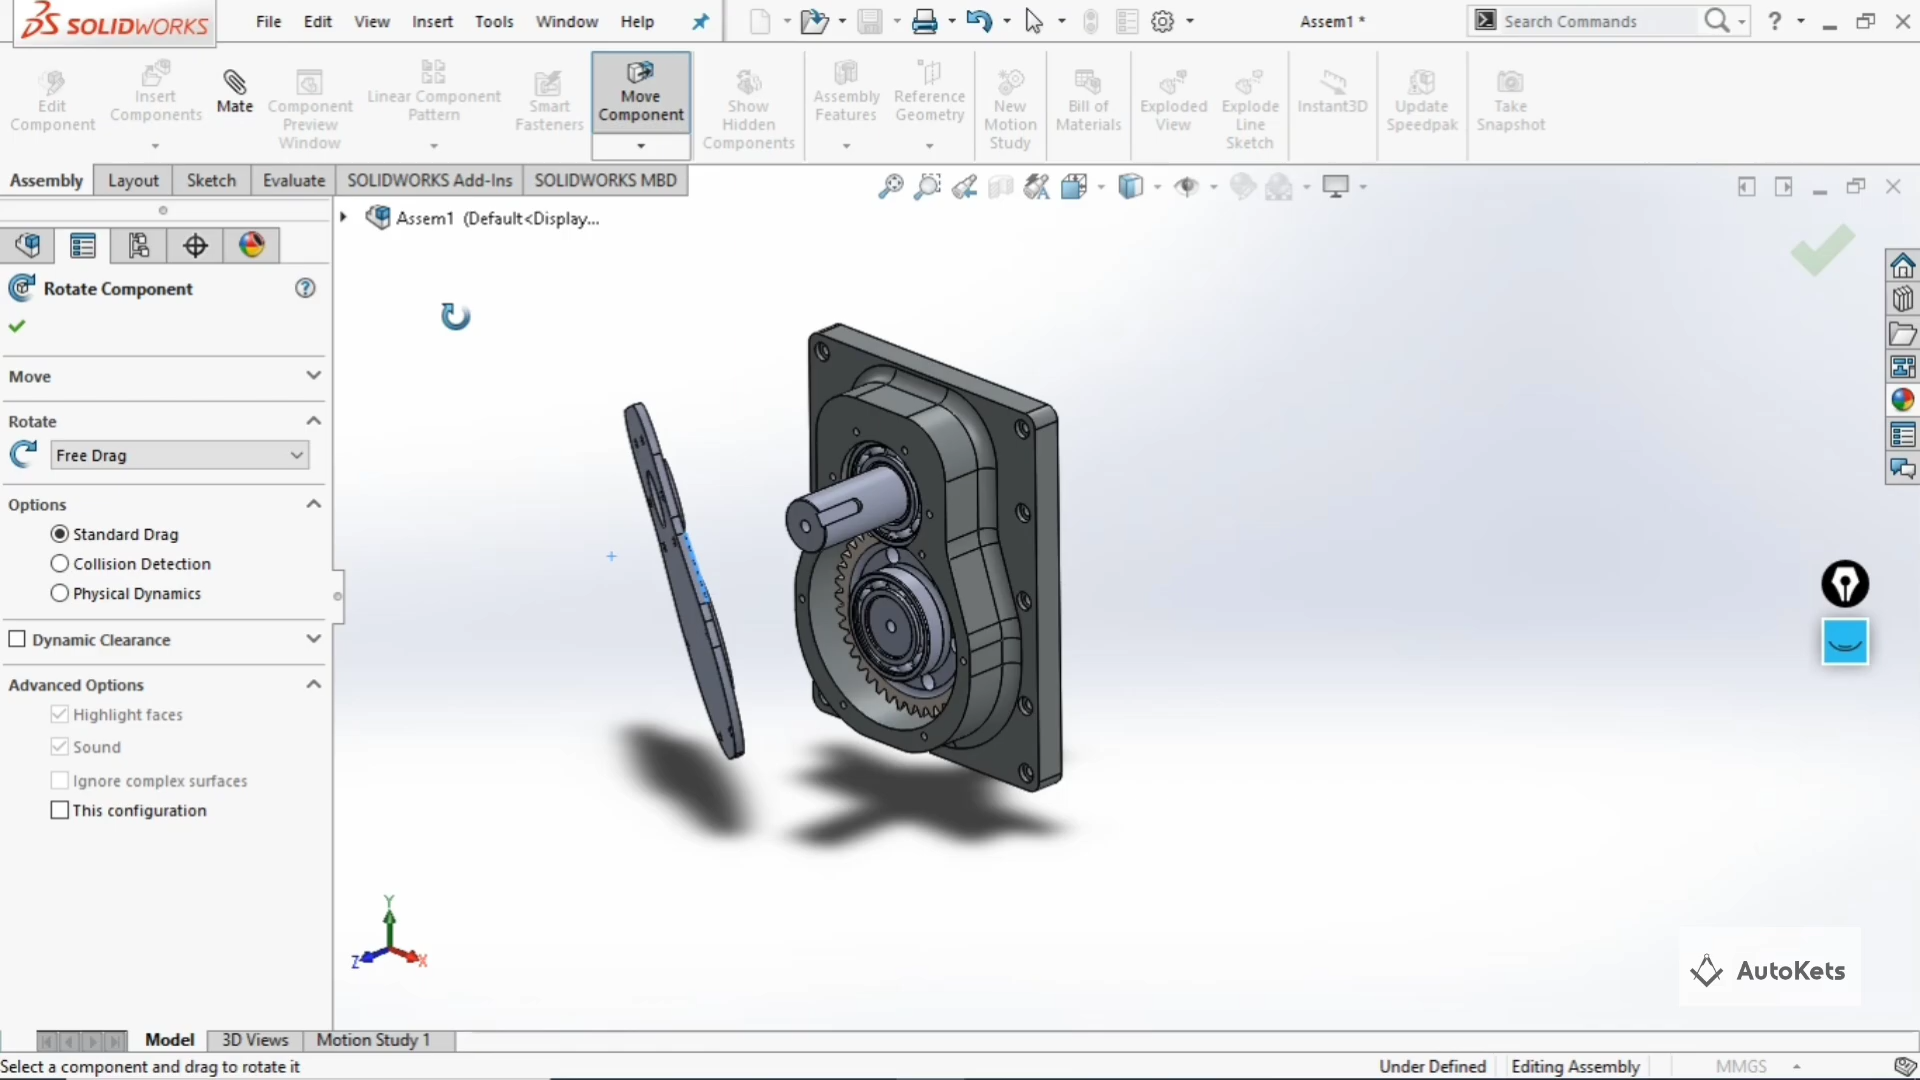 SOLIDWORKS File Edit View Insert Tools Window Help Assem1 * Search Commands ?
Edit Component
Insert Components
Mate
Component Preview Window
Linear Component Pattern
Smart Fasteners
Move Component
Show Hidden Components
Assembly Features
Reference Geometry
New Motion Study
Bill of Materials
Exploded View
Explode Line Sketch
Instant3D
Update Speedpak
Take Snapshot
Assembly Layout Sketch Evaluate SOLIDWORKS Add-Ins SOLIDWORKS MBD
Assem1 (Default<Display...
Rotate Component
Move
Rotate
Free Drag
Options
Standard Drag
Collision Detection
Physical Dynamics
Dynamic Clearance
Advanced Options
Highlight faces
Sound
Ignore complex surfaces
This configuration
Y
Z X
AutoKets
Model 3D Views Motion Study 1
Select a component and drag to rotate it Under Defined Editing Assembly MMGS